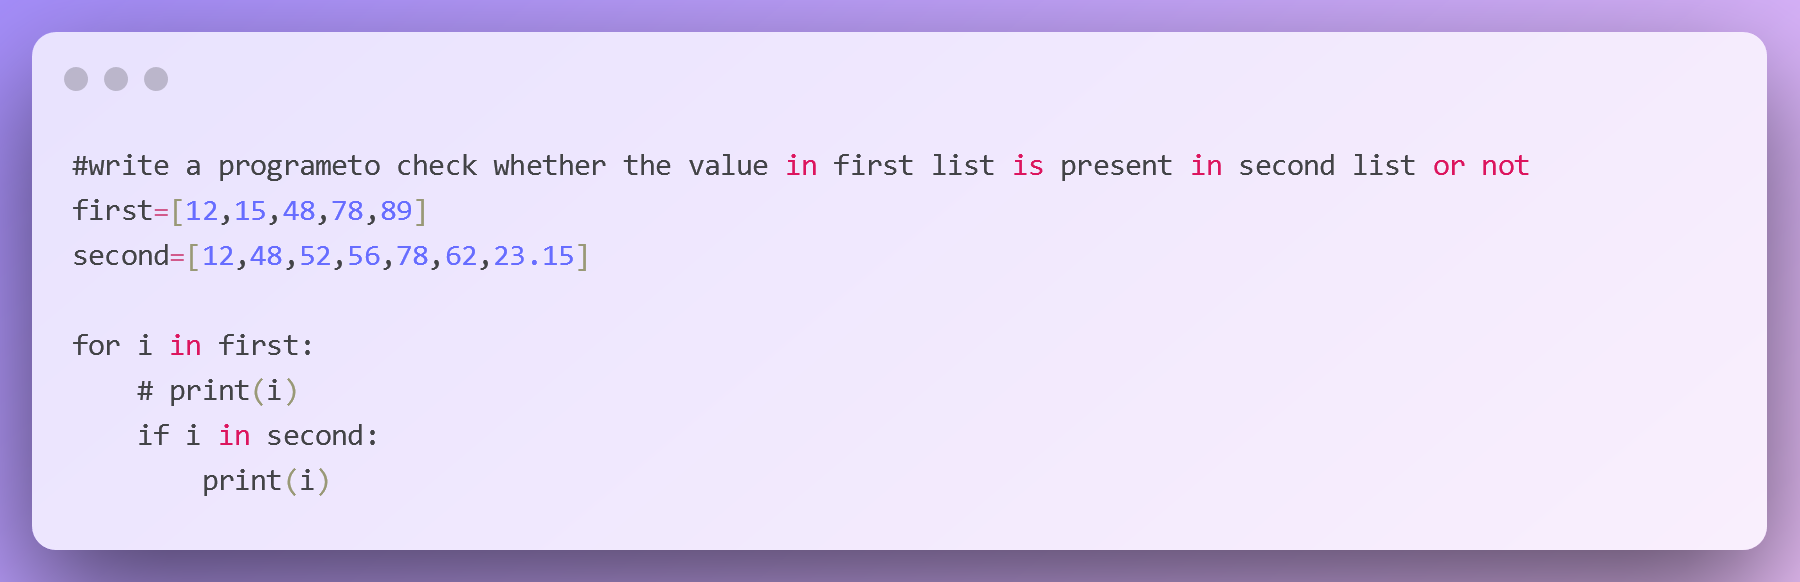 #write a programeto check whether the value in first list is present in second list or not
first=[12,15,48,78,89]
second=[12,48,52,56,78,62,23.15]
for i in first:
    # print(i)
    if i in second:
        print(i)